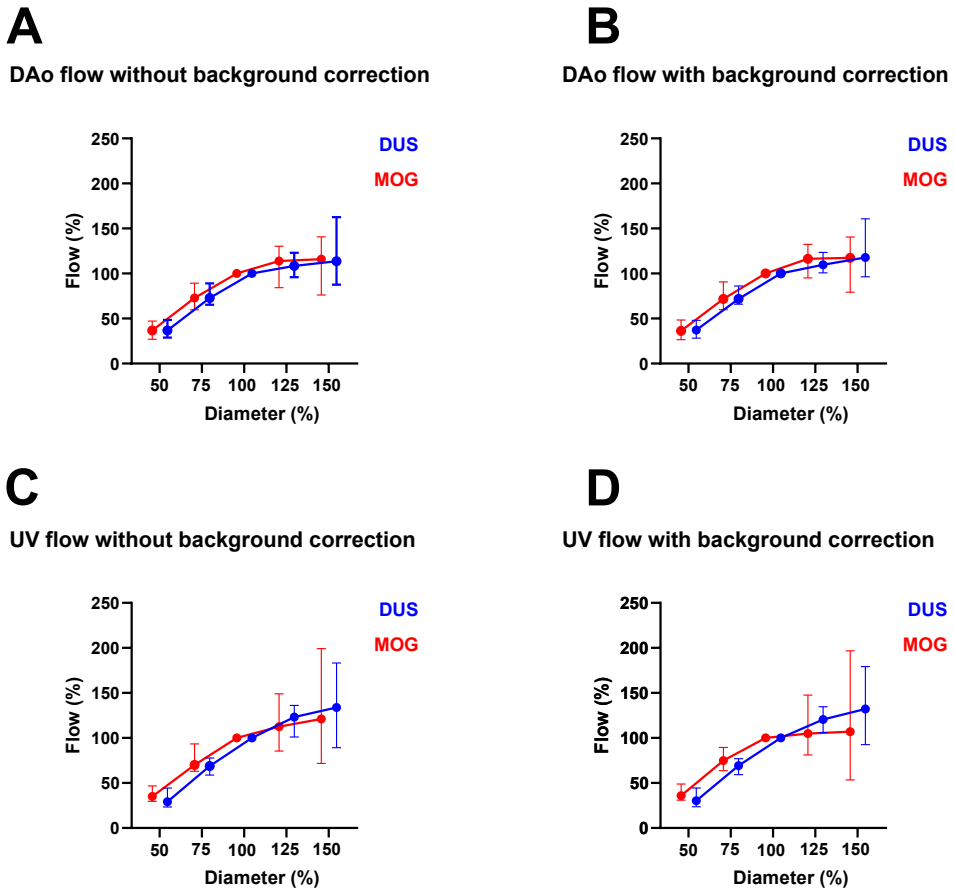 A
DAo flow without background correction
DUS
MOG
250
200
150
100
50
0
Flow (%)
50 75 100 125 150
Diameter (%)
B
DAo flow with background correction
DUS
MOG
250
200
150
100
50
0
Flow (%)
50 75 100 125 150
Diameter (%)
C
UV flow without background correction
DUS
MOG
250
200
150
100
50
0
Flow (%)
50 75 100 125 150
Diameter (%)
D
UV flow with background correction
DUS
MOG
250
200
150
100
50
0
Flow (%)
50 75 100 125 150
Diameter (%)